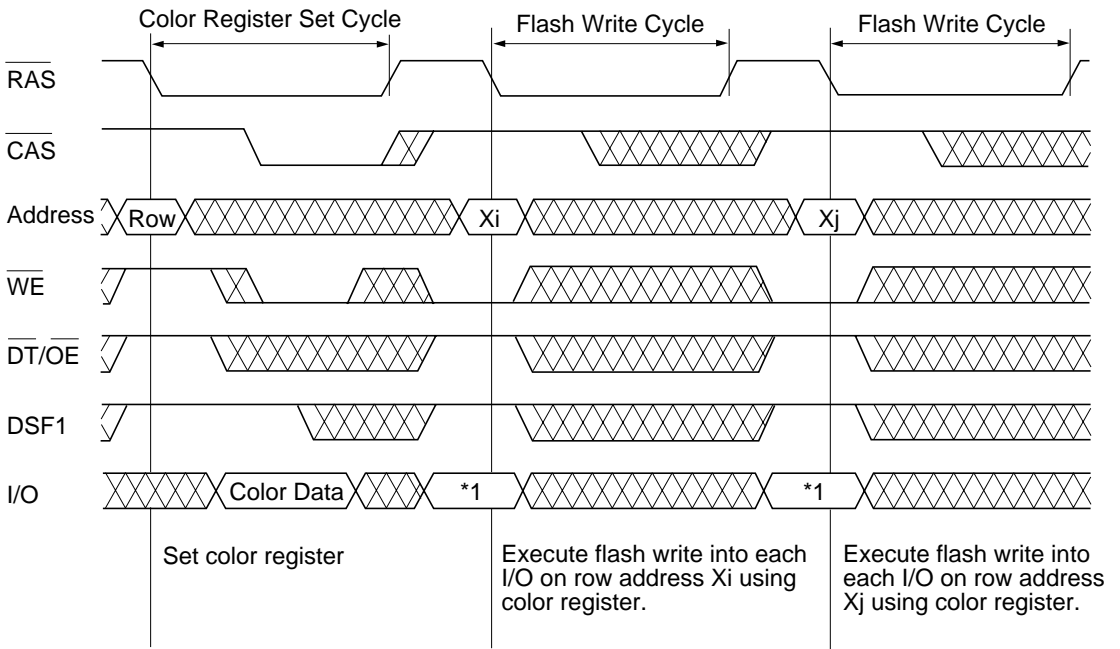 Color Register Set Cycle
Flash Write Cycle
Flash Write Cycle
RAS
CAS
Address
Row
Xi
Xj
WE
DT/OE
DSF1
I/O
Color Data
*1
*1
Set color register
Execute flash write into each
I/O on row address Xi using
color register.
Execute flash write into
each I/O on row address
Xj using color register.